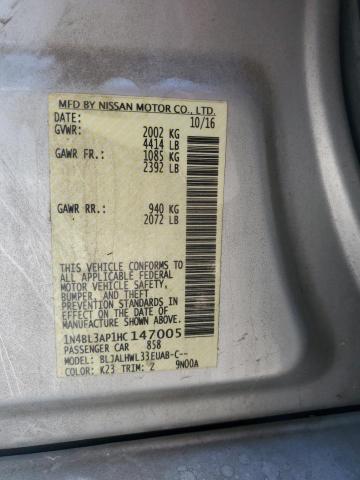 MFD BY NISSAN MOTOR CO., LTD.
DATE: 10/16
GVWR: 2002 KG
4414 LB
GAWR FR.: 1085 KG
2392 LB
GAWR RR.: 940 KG
2072 LB
THIS VEHICLE CONFORMS TO
ALL APPLICABLE FEDERAL
MOTOR VEHICLE SAFETY,
BUMPER, AND THEFT
PREVENTION STANDARDS IN
EFFECT ON THE DATE OF
MANUFACTURE SHOWN ABOVE.
1N4BL3AP1HC 147005
PASSENGER CAR 858
MODEL: BLJALHWL33EUAB-C--
COLOR: K23 TRIM: Z 9N00A